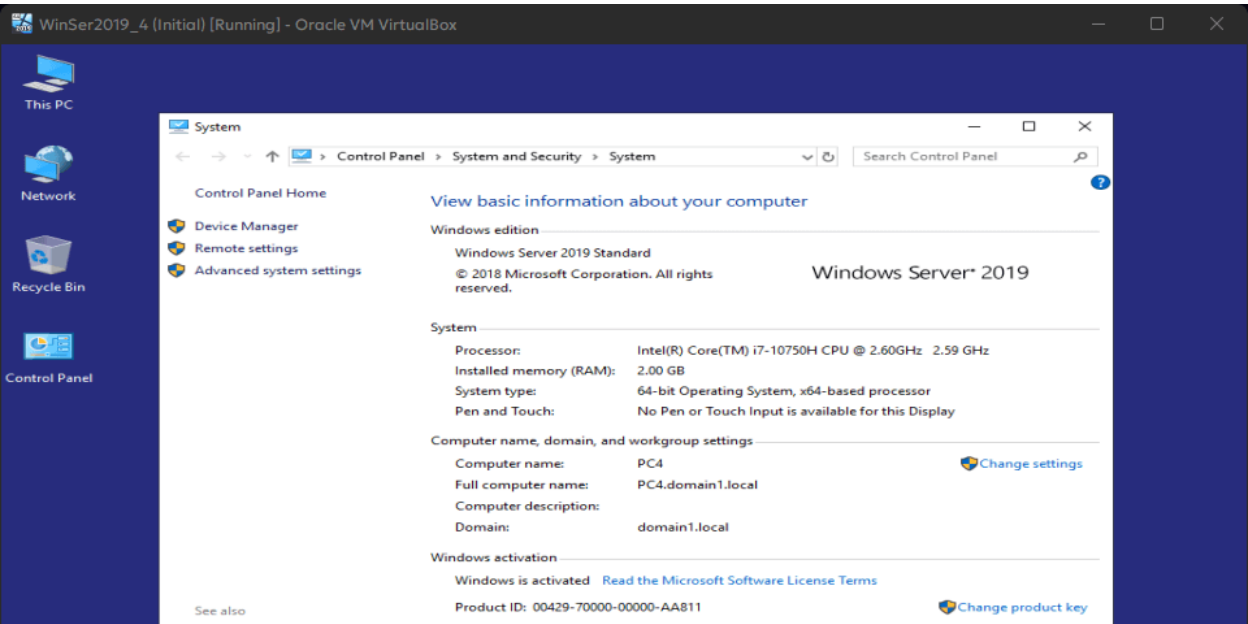 WinSer2019_4 (Initial) [Running] - Oracle VM VirtualBox
This PC
Network
Recycle Bin
Control Panel
System
Control Panel › System and Security › System
Search Control Panel
Control Panel Home
Device Manager
Remote settings
Advanced system settings
See also
?
View basic information about your computer
Windows edition
Windows Server 2019 Standard
© 2018 Microsoft Corporation. All rights
reserved.
Windows Server® 2019
System
Processor: Intel(R) Core(TM) i7-10750H CPU @ 2.60GHz 2.59 GHz
Installed memory (RAM): 2.00 GB
System type: 64-bit Operating System, x64-based processor
Pen and Touch: No Pen or Touch Input is available for this Display
Computer name, domain, and workgroup settings
Computer name: PC4 Change settings
Full computer name: PC4.domain1.local
Computer description:
Domain: domain1.local
Windows activation
Windows is activated Read the Microsoft Software License Terms
Product ID: 00429-70000-00000-AA811 Change product key